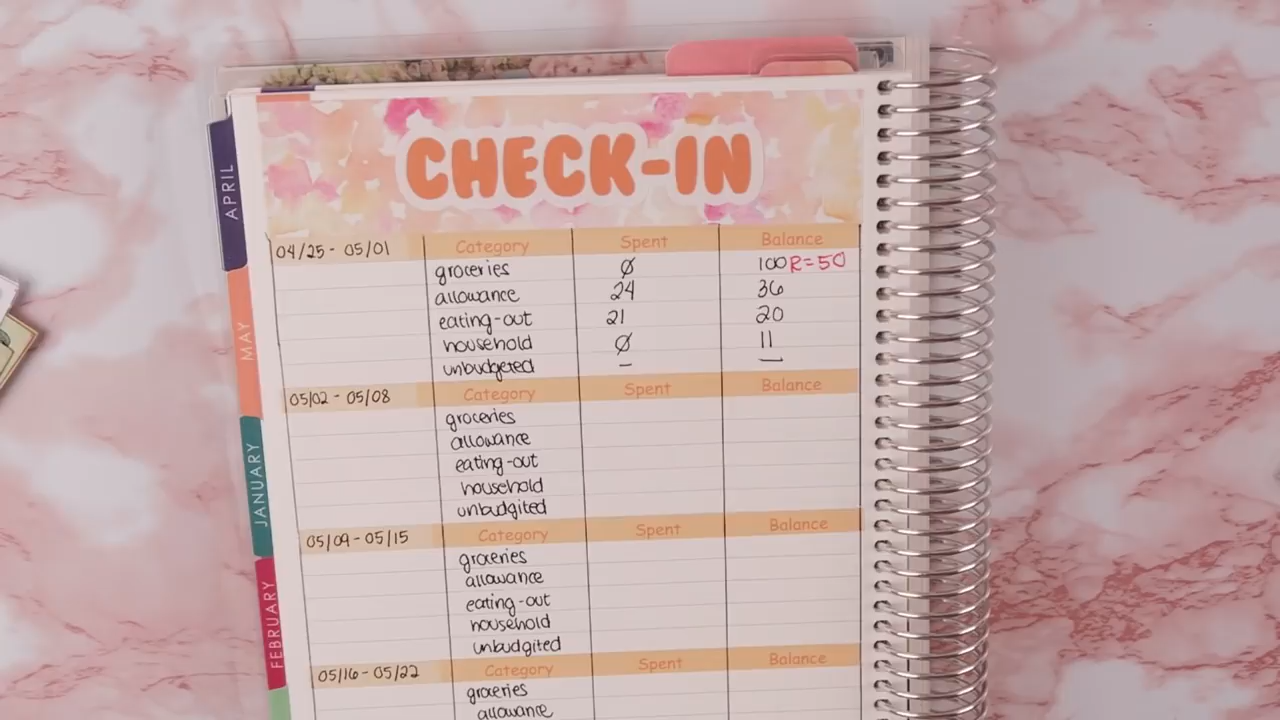 CHECK-IN
04/25 - 05/01 Category Spent Balance
groceries Ø 100 R=50
allowance 24 36
eating-out 21 20
household Ø 11
unbudgeted – —
05/02 - 05/08 Category Spent Balance
groceries
allowance
eating-out
household
unbudgited
05/09 - 05/15 Category Spent Balance
groceries
allowance
eating-out
household
unbudgited
05/16 - 05/22 Category Spent Balance
groceries
allowance
APRIL
MAY
JANUARY
FEBRUARY